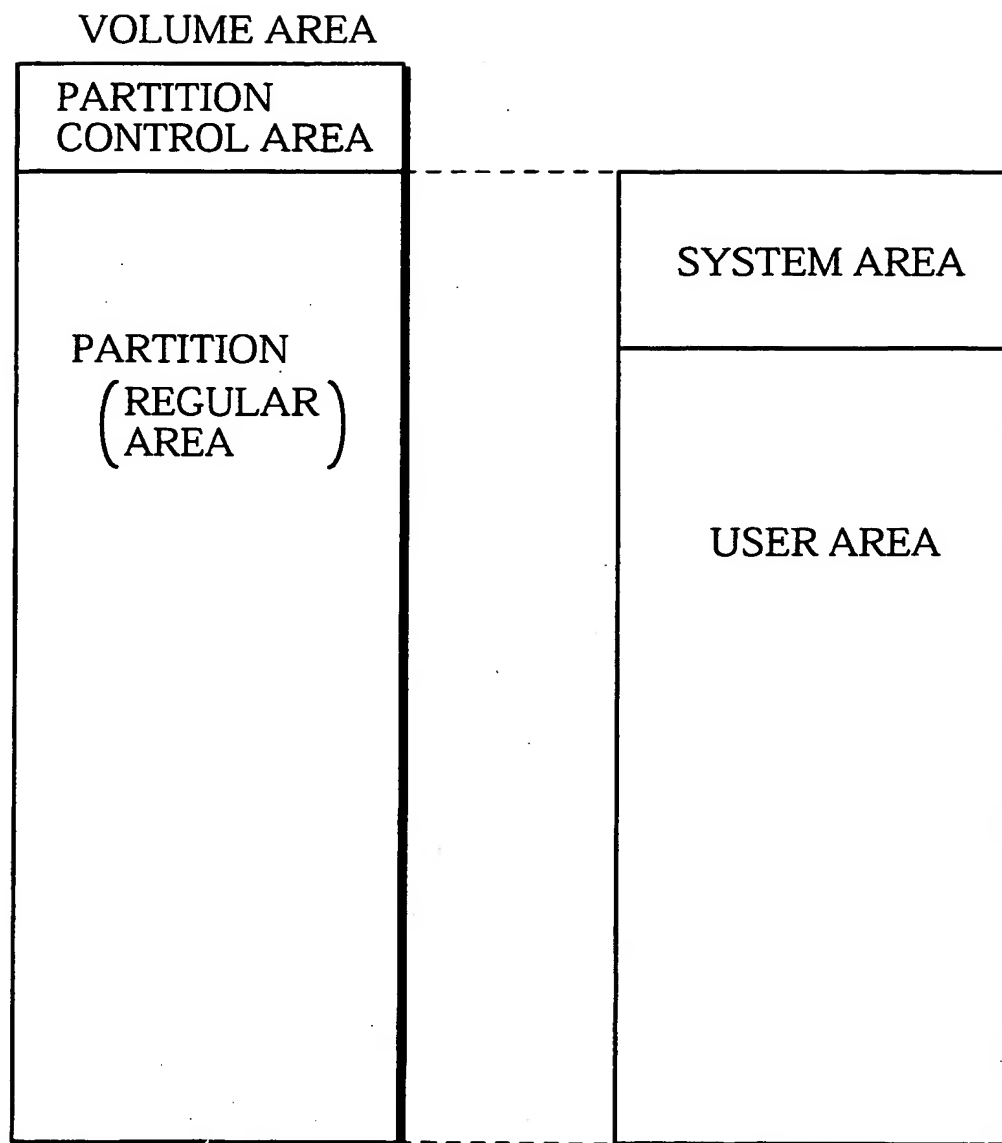 VOLUME AREA
PARTITION
CONTROL AREA
PARTITION
(REGULAR
AREA)
SYSTEM AREA
USER AREA